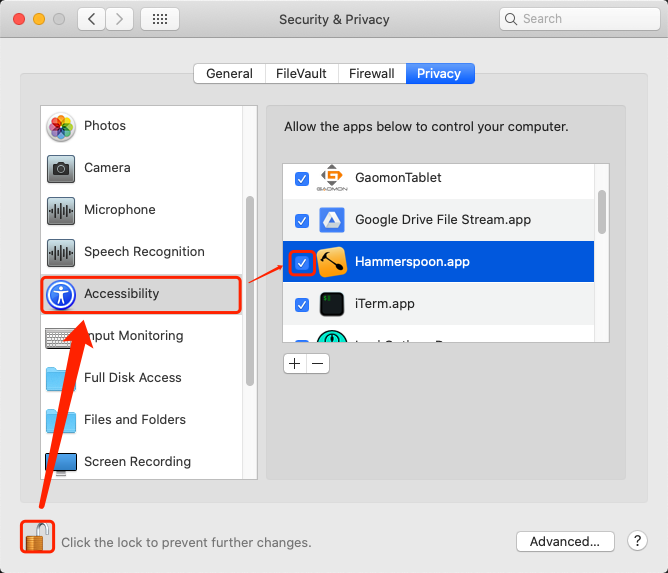 Security & Privacy
Search
General
FileVault
Firewall
Privacy
Photos
Camera
Microphone
Speech Recognition
Accessibility
Input Monitoring
Full Disk Access
Files and Folders
Screen Recording
Allow the apps below to control your computer.
GAOMON
GaomonTablet
Google Drive File Stream.app
Hammerspoon.app
iTerm.app
Click the lock to prevent further changes.
Advanced...
?